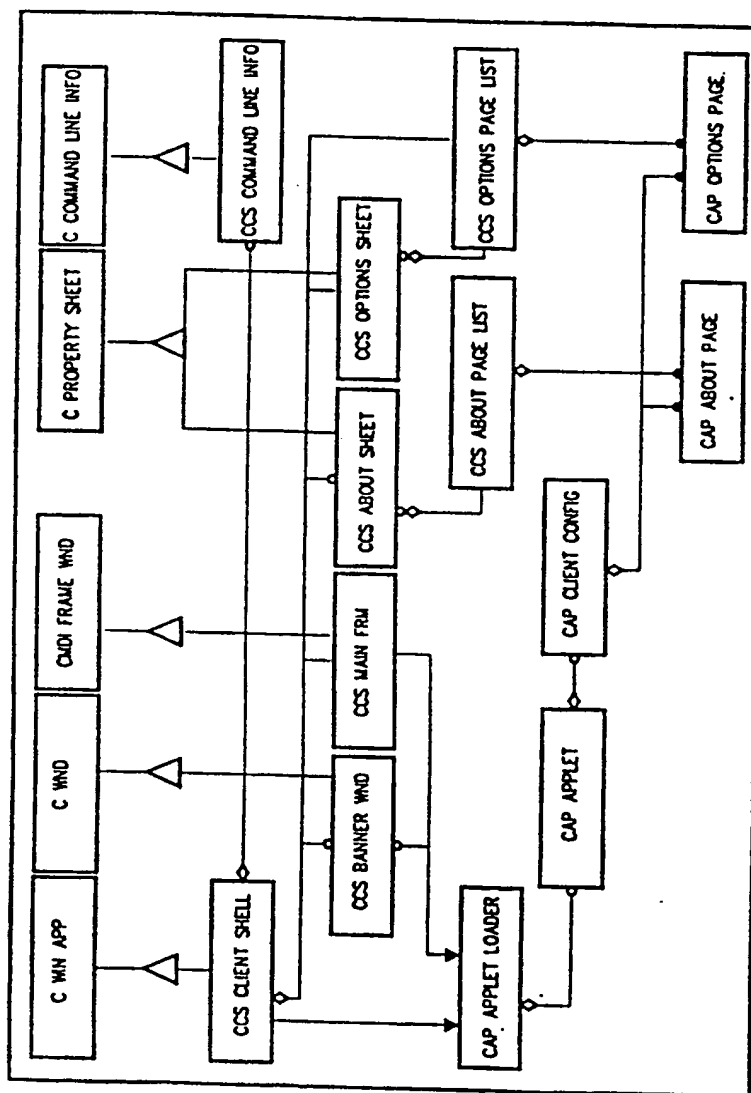 C WIN APP
C WND
CMDI FRAME WND
C PROPERTY SHEET
C COMMAND LINE INFO
CCS CLIENT SHELL
CCS COMMAND LINE INFO
CCS BANNER WND
CCS MAIN FRM
CCS ABOUT SHEET
CCS OPTIONS SHEET
CAP APPLET LOADER
CCS ABOUT PAGE LIST
CCS OPTIONS PAGE LIST
CAP APPLET
CAP CLIENT CONFIG
CAP ABOUT PAGE
CAP OPTIONS PAGE.